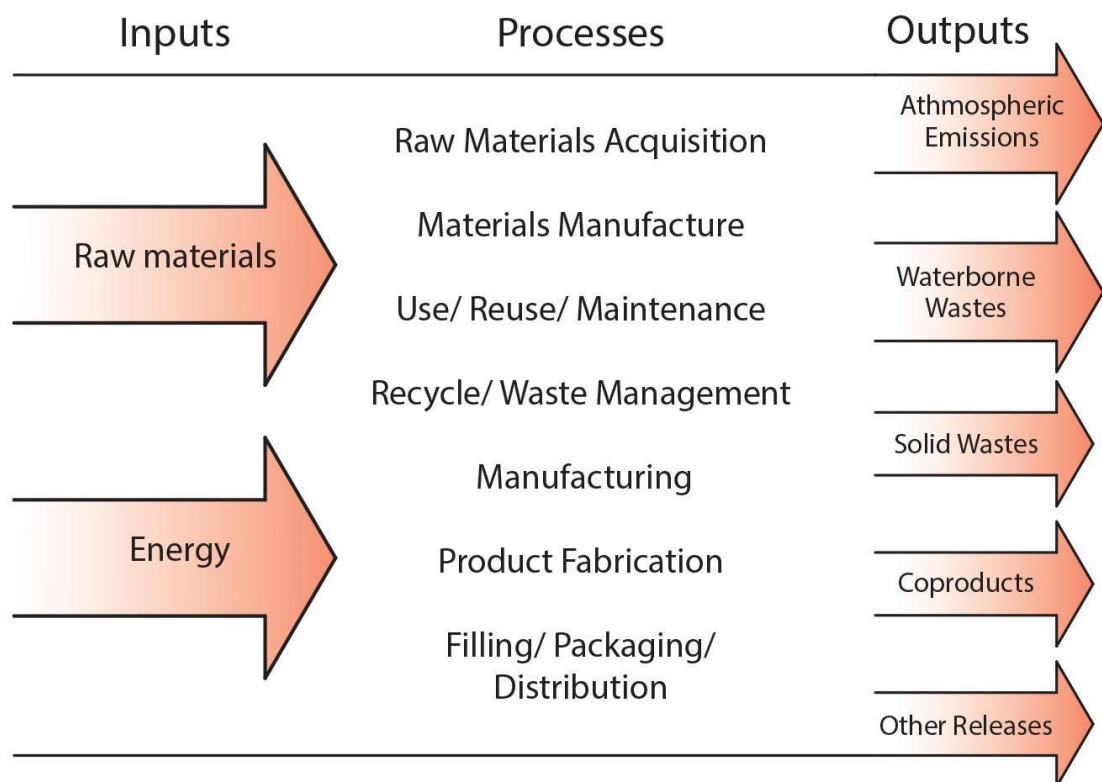 Inputs
Processes
Outputs
Raw materials
Energy
Raw Materials Acquisition
Materials Manufacture
Use/ Reuse/ Maintenance
Recycle/ Waste Management
Manufacturing
Product Fabrication
Filling/ Packaging/
Distribution
Athmospheric
Emissions
Waterborne
Wastes
Solid Wastes
Coproducts
Other Releases